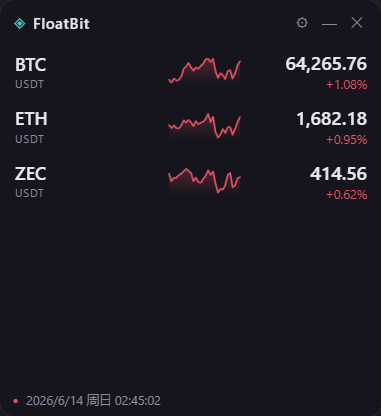 FloatBit
BTC 64,265.76
USDT +1.08%
ETH 1,682.18
USDT +0.95%
ZEC 414.56
USDT +0.62%
2026/6/14 周日 02:45:02